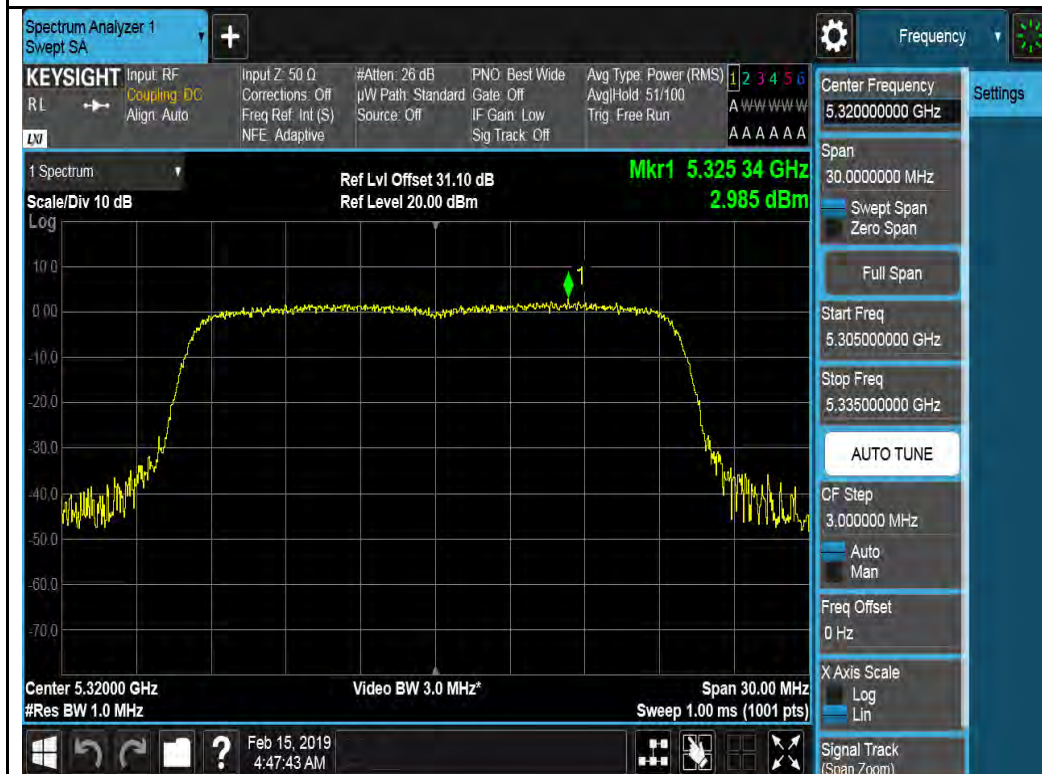 Spectrum Analyzer 1
Swept SA
+
Frequency
KEYSIGHT
RL
LXI
Input: RF
Coupling: DC
Align: Auto
Input Z: 50 Ω
Corrections: Off
Freq Ref: Int (S)
NFE: Adaptive
#Atten: 26 dB
µW Path: Standard
Source: Off
PNO: Best Wide
Gate: Off
IF Gain: Low
Sig Track: Off
Avg Type: Power (RMS)
Avg|Hold: 51/100
Trig: Free Run
1 2 3 4 5 6
A W W W W W
A A A A A A
1 Spectrum
Scale/Div 10 dB
Ref Lvl Offset 31.10 dB
Ref Level 20.00 dBm
Mkr1 5.325 34 GHz
2.985 dBm
Log
10.0
0.00
-10.0
-20.0
-30.0
-40.0
-50.0
-60.0
-70.0
1
Center 5.32000 GHz
#Res BW 1.0 MHz
Video BW 3.0 MHz*
Span 30.00 MHz
Sweep 1.00 ms (1001 pts)
?
Feb 15, 2019
4:47:43 AM
Center Frequency
5.320000000 GHz
Span
30.0000000 MHz
Swept Span
Zero Span
Full Span
Start Freq
5.305000000 GHz
Stop Freq
5.335000000 GHz
AUTO TUNE
CF Step
3.000000 MHz
Auto
Man
Freq Offset
0 Hz
X Axis Scale
Log
Lin
Signal Track
(Span Zoom)
Settings